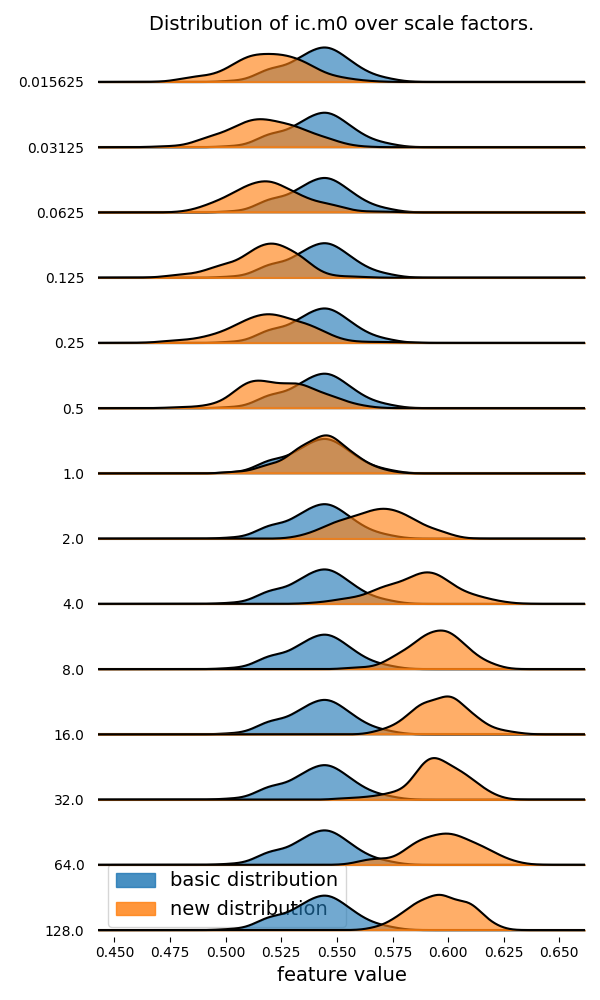 Distribution of ic.m0 over scale factors.
0.015625
0.03125
0.0625
0.125
0.25
0.5
1.0
2.0
4.0
8.0
16.0
32.0
64.0
basic distribution
new distribution
128.0
0.450 0.475 0.500 0.525 0.550 0.575 0.600 0.625 0.650
feature value